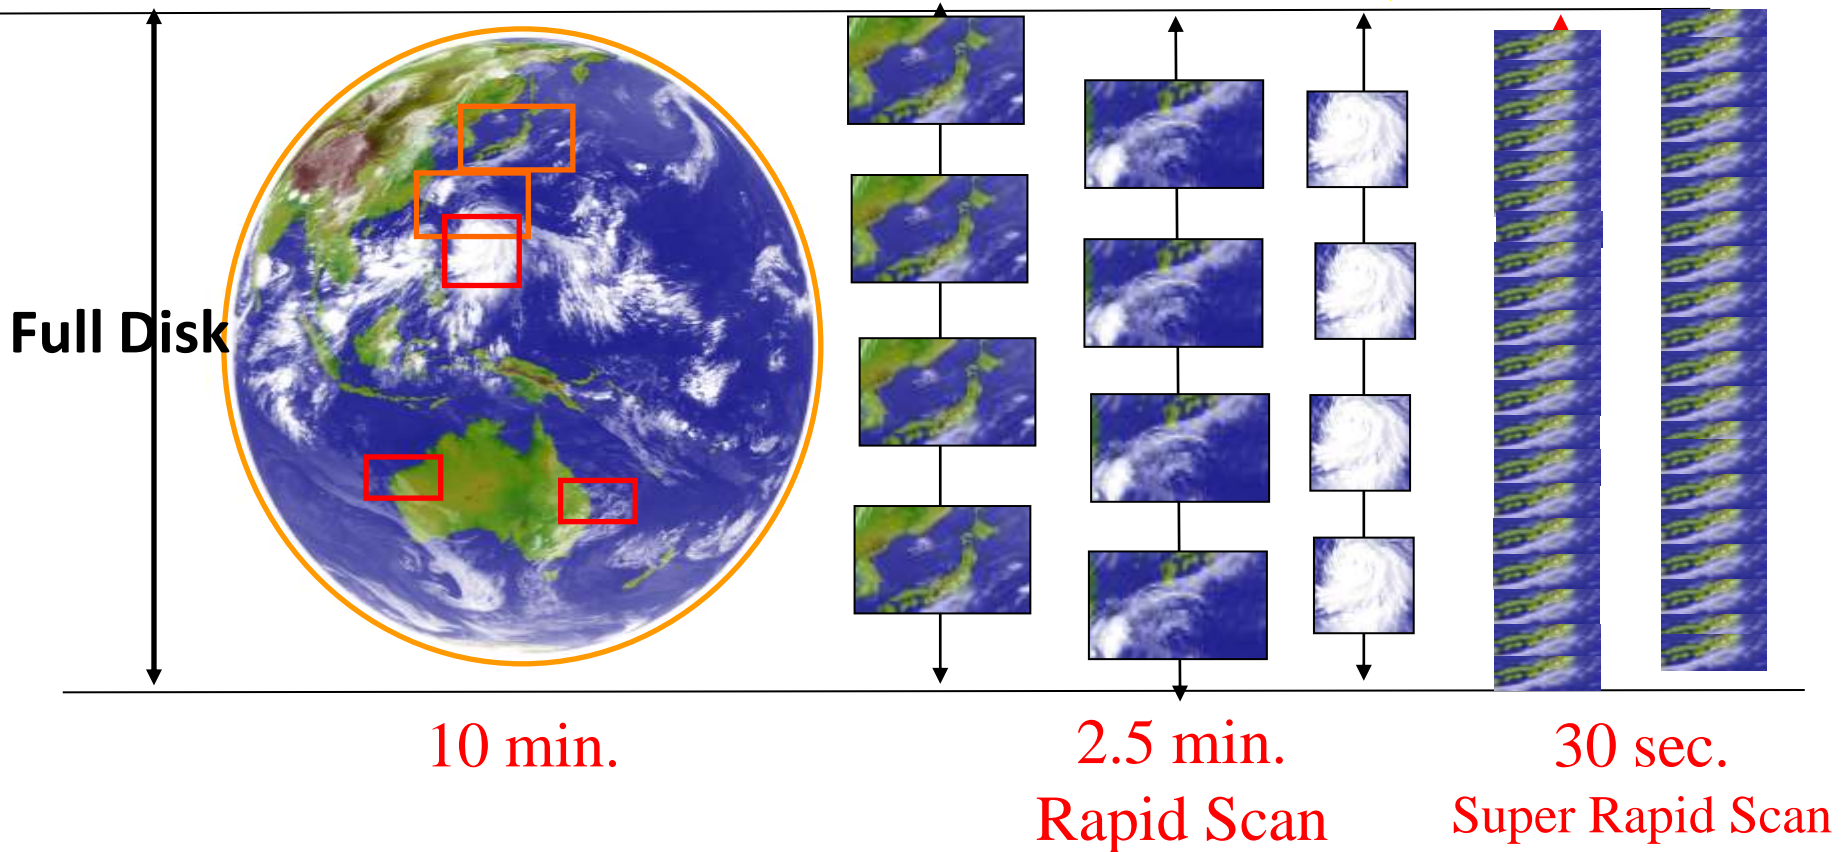 Full Disk
10 min.
2.5 min.
Rapid Scan
30 sec.
Super Rapid Scan